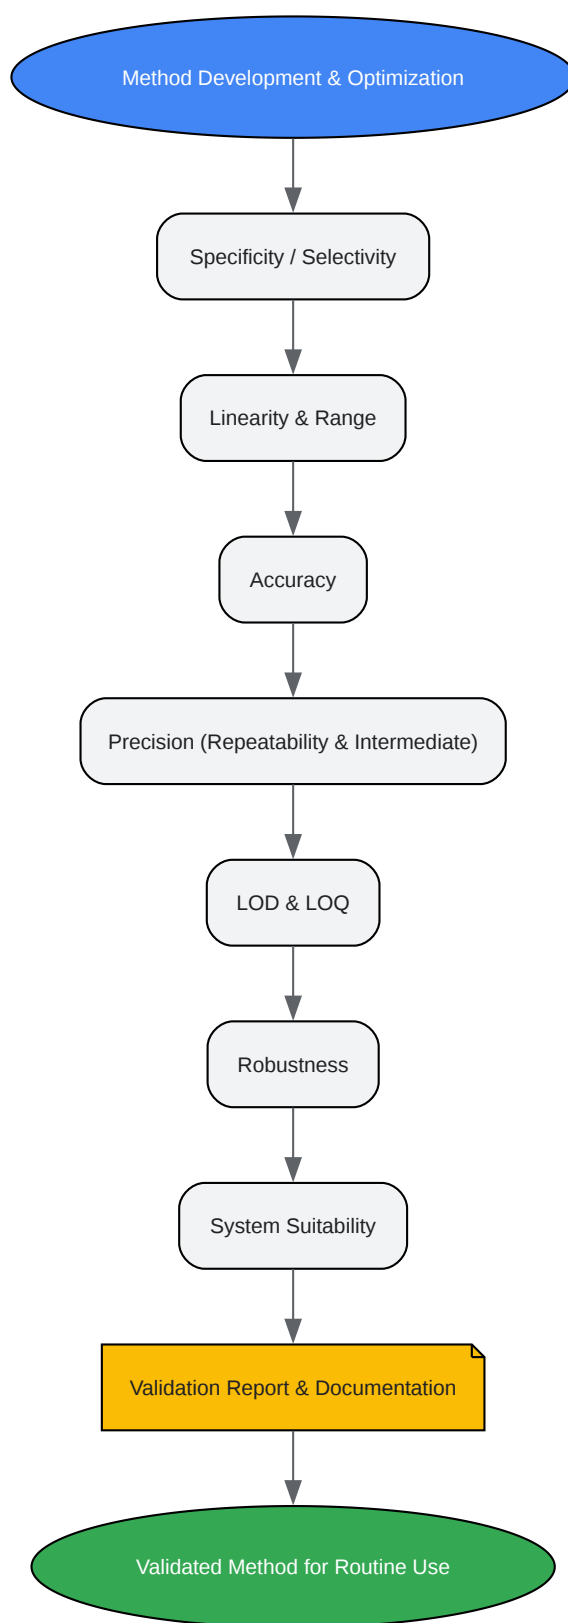 Method Development & Optimization
Specificity / Selectivity
Linearity & Range
Accuracy
Precision (Repeatability & Intermediate)
LOD & LOQ
Robustness
System Suitability
Validation Report & Documentation
Validated Method for Routine Use